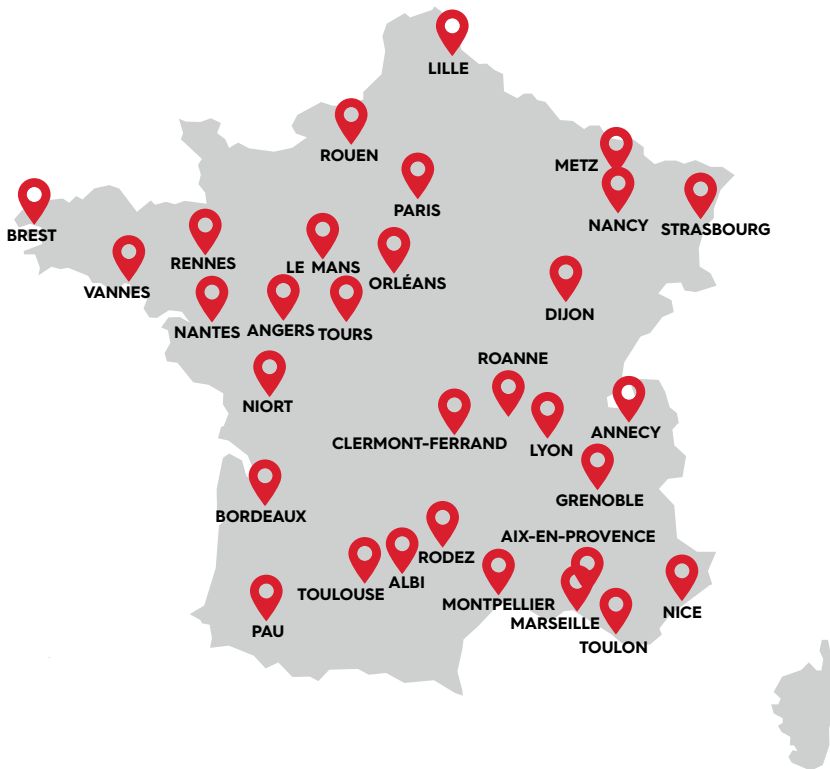 LILLE
ROUEN
METZ
PARIS
NANCY
STRASBOURG
BREST
RENNES
LE MANS
ORLÉANS
VANNES
DIJON
NANTES
ANGERS
TOURS
ROANNE
NIORT
ANNECY
CLERMONT-FERRAND
LYON
GRENOBLE
BORDEAUX
AIX-EN-PROVENCE
RODEZ
ALBI
TOULOUSE
MONTPELLIER
NICE
MARSEILLE
PAU
TOULON